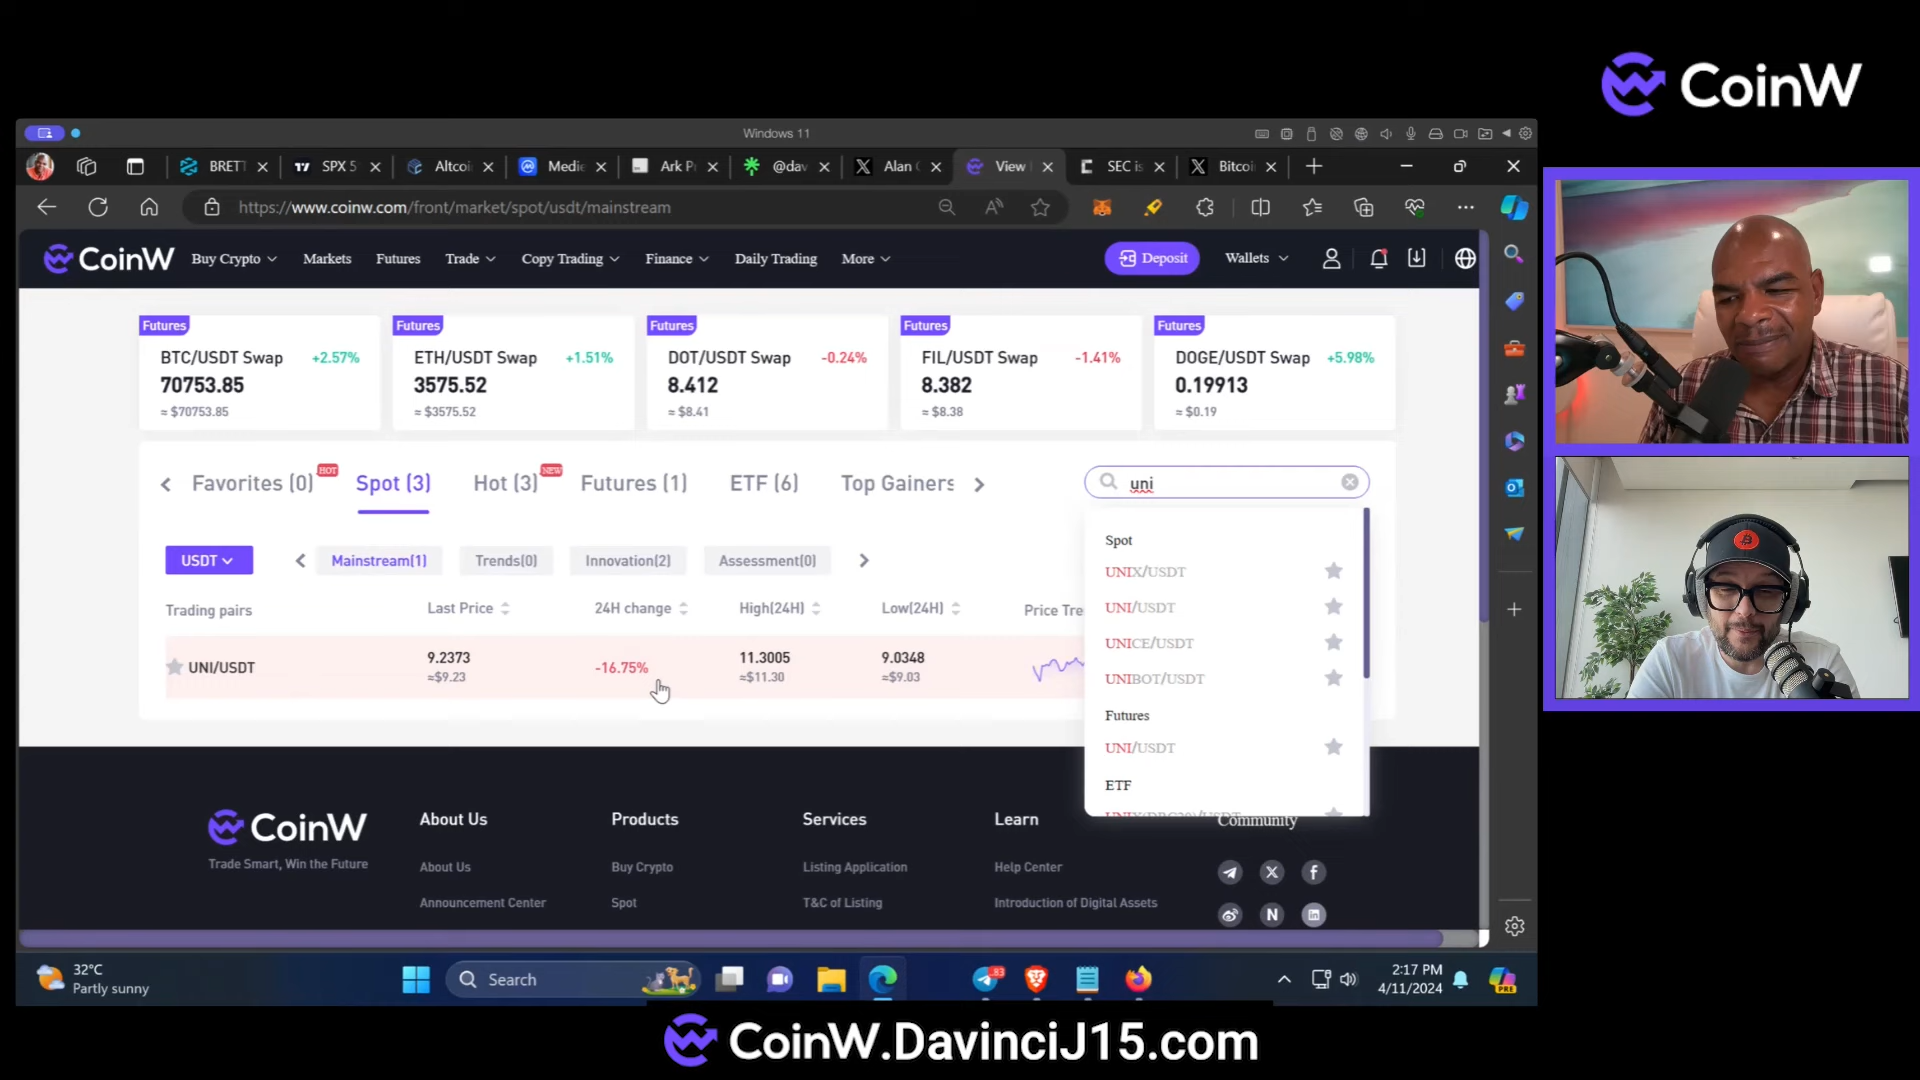 CoinW
Windows 11
BRETT
SPX 5
Altcoi
Medie
Ark P
@dav
Alan
View
SEC is
Bitcoi
https://www.coinw.com/front/market/spot/usdt/mainstream
CoinW
Buy Crypto
Markets
Futures
Trade
Copy Trading
Finance
Daily Trading
More
Deposit
Wallets
Futures
BTC/USDT Swap +2.57%
70753.85
≈ $70753.85
Futures
ETH/USDT Swap +1.51%
3575.52
≈ $3575.52
Futures
DOT/USDT Swap -0.24%
8.412
≈ $8.41
Futures
FIL/USDT Swap -1.41%
8.382
≈ $8.38
Futures
DOGE/USDT Swap +5.98%
0.19913
≈ $0.19
Favorites (0) HOT
Spot (3)
Hot (3) NEW
Futures (1)
ETF (6)
Top Gainers
uni
USDT
Mainstream(1)
Trends(0)
Innovation(2)
Assessment(0)
Trading pairs
Last Price
24H change
High(24H)
Low(24H)
Price Tre
UNI/USDT
9.2373
≈$9.23
-16.75%
11.3005
≈$11.30
9.0348
≈$9.03
Spot
UNIX/USDT
UNI/USDT
UNICE/USDT
UNIBOT/USDT
Futures
UNI/USDT
ETF
CoinW
Trade Smart, Win the Future
About Us
About Us
Announcement Center
Products
Buy Crypto
Spot
Services
Listing Application
T&C of Listing
Learn
Help Center
Introduction of Digital Assets
Community
32°C
Partly sunny
Search
83
2:17 PM
4/11/2024
PRE
CoinW.DavinciJ15.com